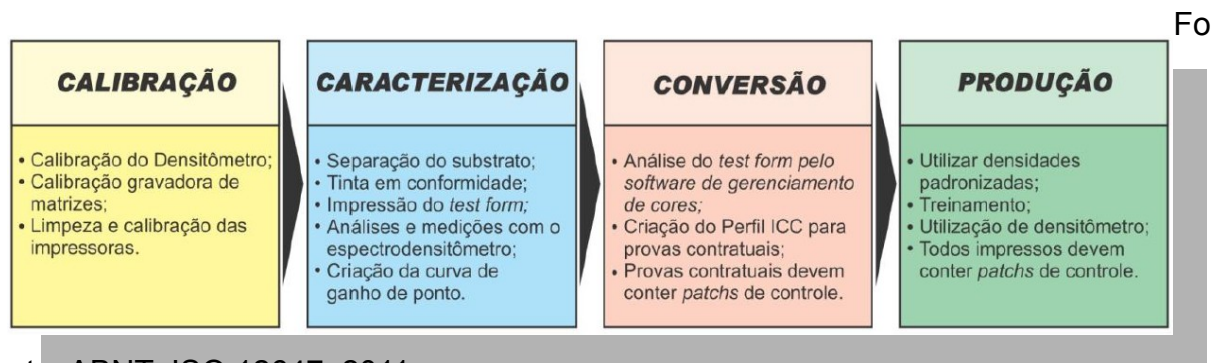 Fo
CALIBRAÇÃO
• Calibração do Densitômetro;
• Calibração gravadora de
matrizes;
• Limpeza e calibração das
impressoras.
CARACTERIZAÇÃO
• Separação do substrato;
• Tinta em conformidade;
• Impressão do test form;
• Análises e medições com o
espectrodensitômetro;
• Criação da curva de
ganho de ponto.
CONVERSÃO
• Análise do test form pelo
software de gerenciamento
de cores;
• Criação do Perfil ICC para
provas contratuais;
• Provas contratuais devem
conter patchs de controle.
PRODUÇÃO
• Utilizar densidades
padronizadas;
• Treinamento;
• Utilização de densitômetro;
• Todos impressos devem
conter patchs de controle.